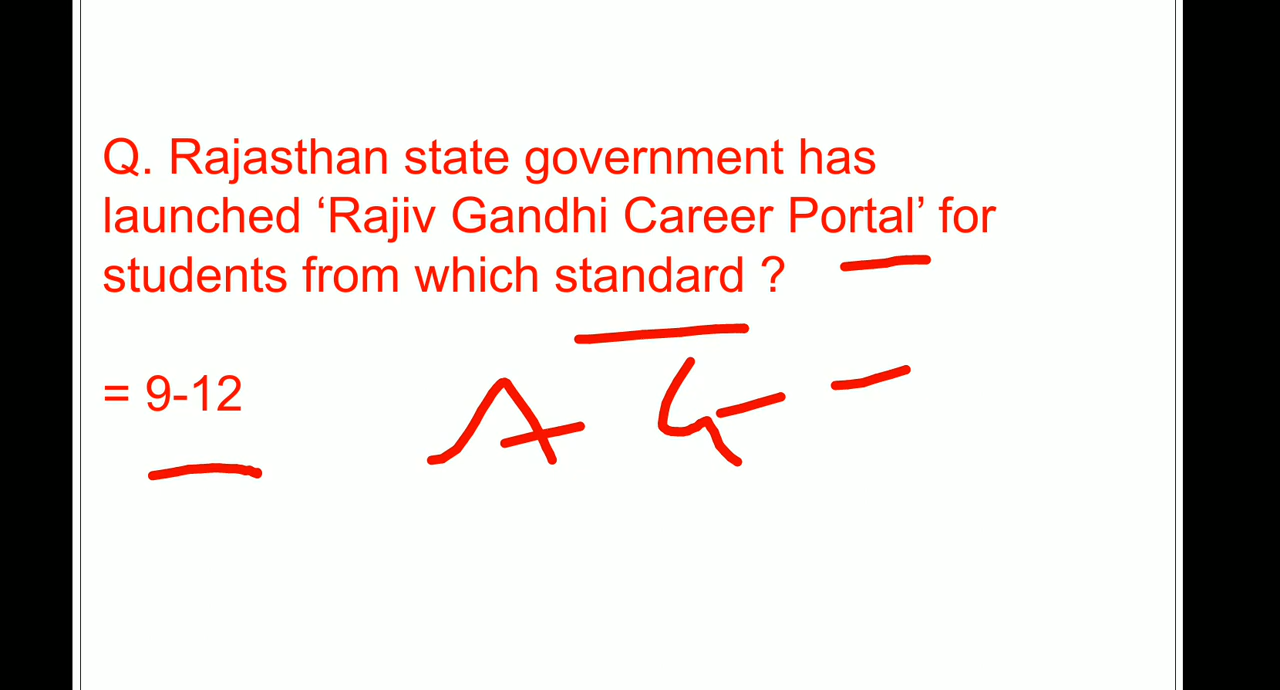 Q. Rajasthan state government has
launched ‘Rajiv Gandhi Career Portal’ for
students from which standard ?
= 9-12
A G